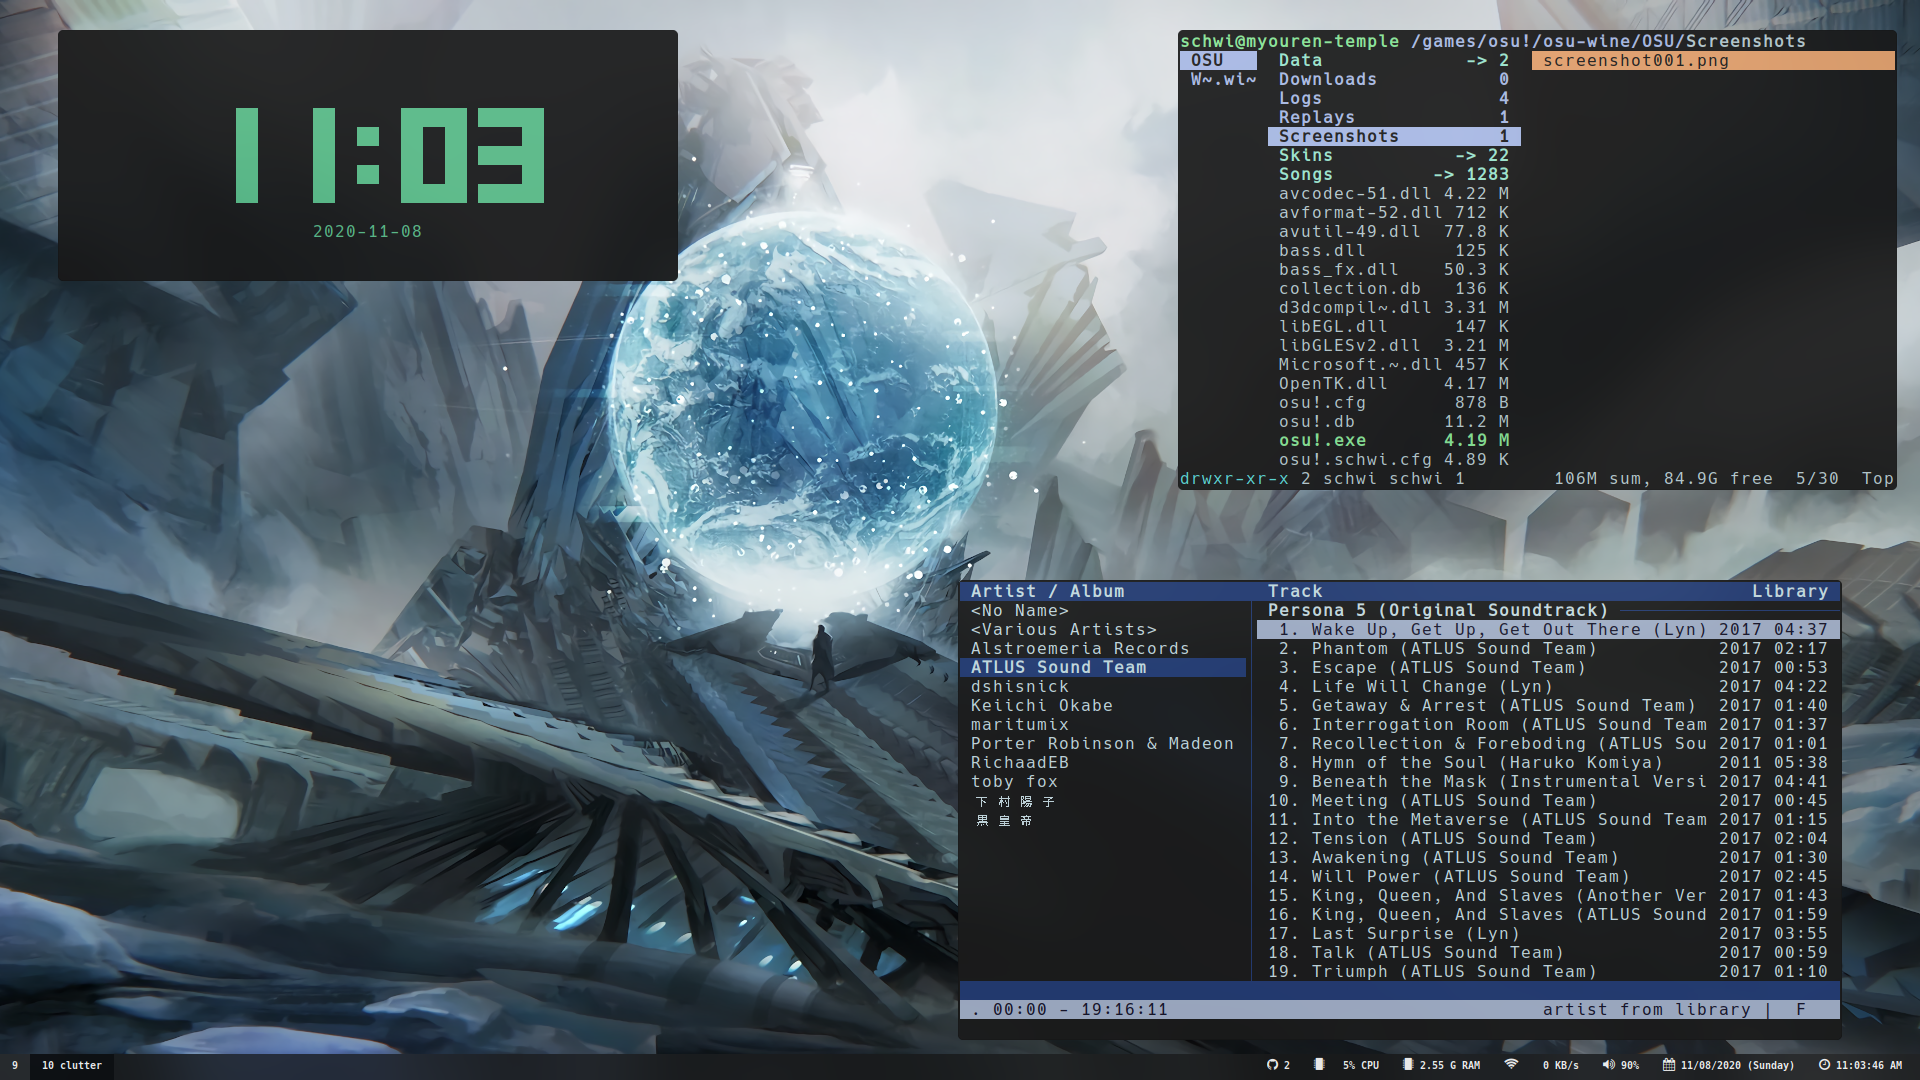 11:03
2020-11-08
schwi@myouren-temple /games/osu!/osu-wine/OSU/Screenshots
OSU
W~.wi~
Data -> 2
Downloads 0
Logs 4
Replays 1
Screenshots 1
Skins -> 22
Songs -> 1283
avcodec-51.dll 4.22 M
avformat-52.dll 712 K
avutil-49.dll 77.8 K
bass.dll 125 K
bass_fx.dll 50.3 K
collection.db 136 K
d3dcompil~.dll 3.31 M
libEGL.dll 147 K
libGLESv2.dll 3.21 M
Microsoft.~.dll 457 K
OpenTK.dll 4.17 M
osu!.cfg 878 B
osu!.db 11.2 M
osu!.exe 4.19 M
osu!.schwi.cfg 4.89 K
screenshot001.png
drwxr-xr-x 2 schwi schwi 1 106M sum, 84.9G free 5/30 Top
Artist / Album
<No Name>
<Various Artists>
Alstroemeria Records
ATLUS Sound Team
dshisnick
Keiichi Okabe
maritumix
Porter Robinson & Madeon
RichaadEB
toby fox
下村陽子
黒皇帝
Track Library
Persona 5 (Original Soundtrack)
1. Wake Up, Get Up, Get Out There (Lyn) 2017 04:37
2. Phantom (ATLUS Sound Team) 2017 02:17
3. Escape (ATLUS Sound Team) 2017 00:53
4. Life Will Change (Lyn) 2017 04:22
5. Getaway & Arrest (ATLUS Sound Team) 2017 01:40
6. Interrogation Room (ATLUS Sound Team 2017 01:37
7. Recollection & Foreboding (ATLUS Sou 2017 01:01
8. Hymn of the Soul (Haruko Komiya) 2011 05:38
9. Beneath the Mask (Instrumental Versi 2017 04:41
10. Meeting (ATLUS Sound Team) 2017 00:45
11. Into the Metaverse (ATLUS Sound Team 2017 01:15
12. Tension (ATLUS Sound Team) 2017 02:04
13. Awakening (ATLUS Sound Team) 2017 01:30
14. Will Power (ATLUS Sound Team) 2017 02:45
15. King, Queen, And Slaves (Another Ver 2017 01:43
16. King, Queen, And Slaves (ATLUS Sound 2017 01:59
17. Last Surprise (Lyn) 2017 03:55
18. Talk (ATLUS Sound Team) 2017 00:59
19. Triumph (ATLUS Sound Team) 2017 01:10
. 00:00 - 19:16:11 artist from library | F
9 10 clutter 2 5% CPU 2.55 G RAM 0 KB/s 90% 11/08/2020 (Sunday) 11:03:46 AM